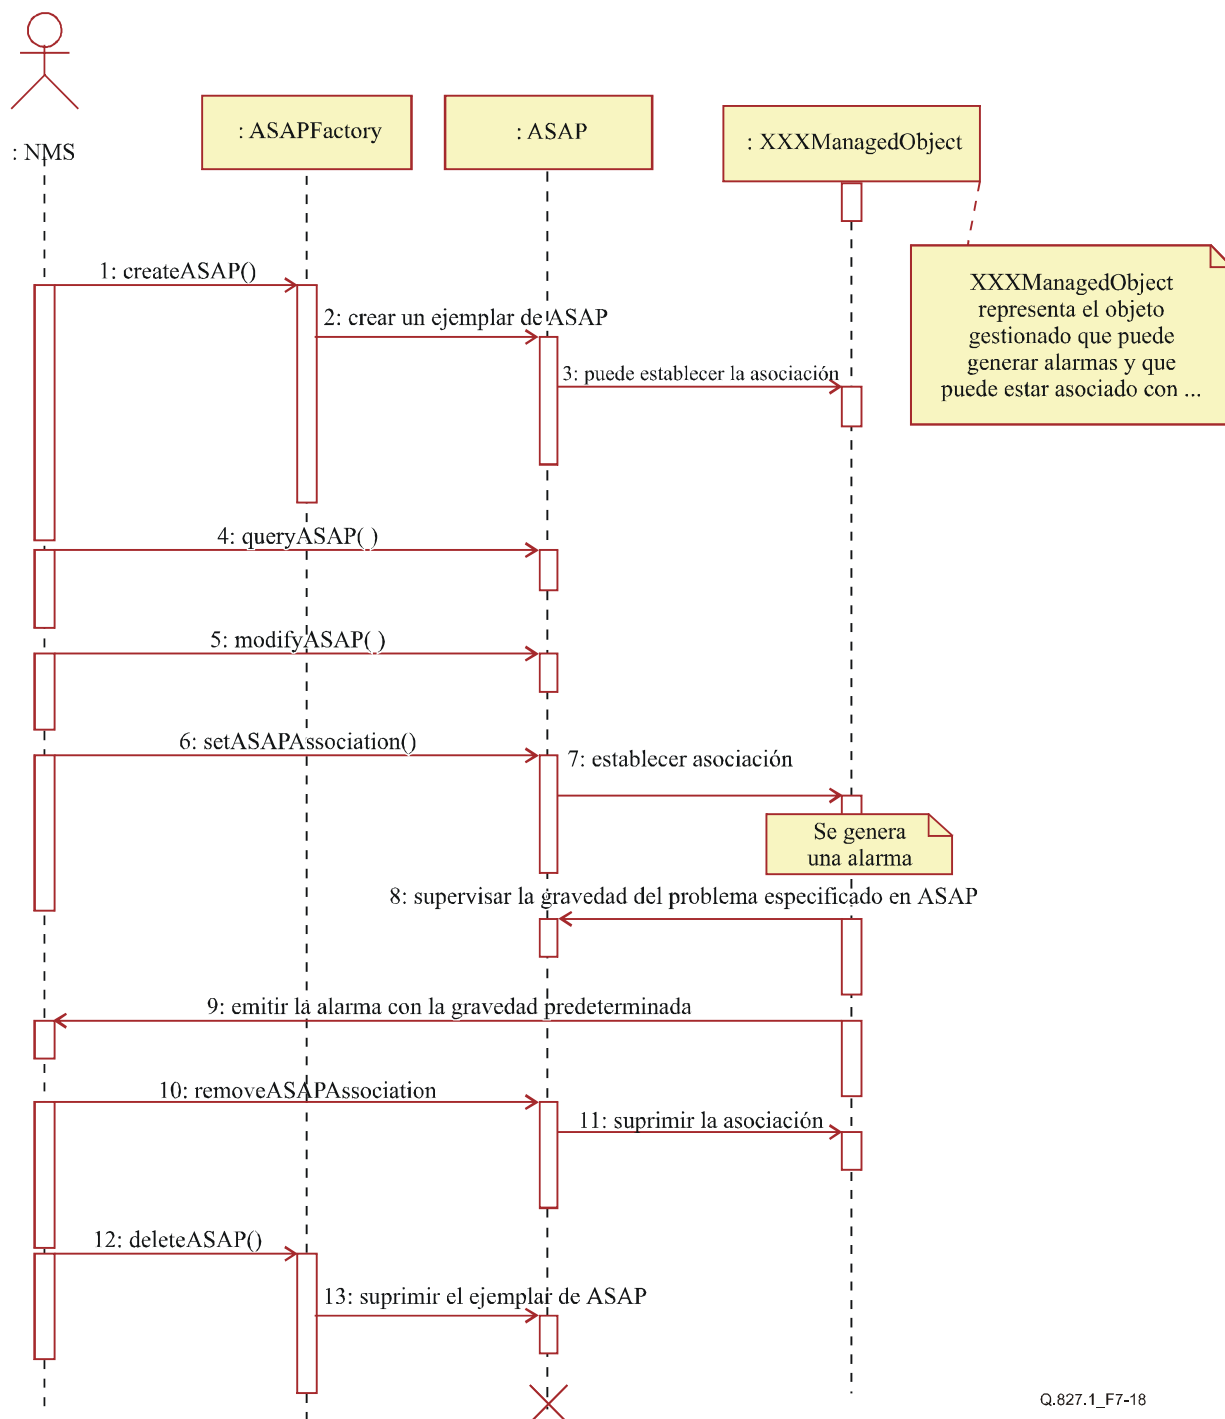 : NMS
: ASAPFactory
: ASAP
: XXXManagedObject
XXXManagedObject
representa el objeto
gestionado que puede
generar alarmas y que
puede estar asociado con ...
1: createASAP()
2: crear un ejemplar de ASAP
3: puede establecer la asociación
4: queryASAP( )
5: modifyASAP( )
6: setASAPAssociation()
7: establecer asociación
Se genera
una alarma
8: supervisar la gravedad del problema especificado en ASAP
9: emitir la alarma con la gravedad predeterminada
10: removeASAPAssociation
11: suprimir la asociación
12: deleteASAP()
13: suprimir el ejemplar de ASAP
Q.827.1_F7-18